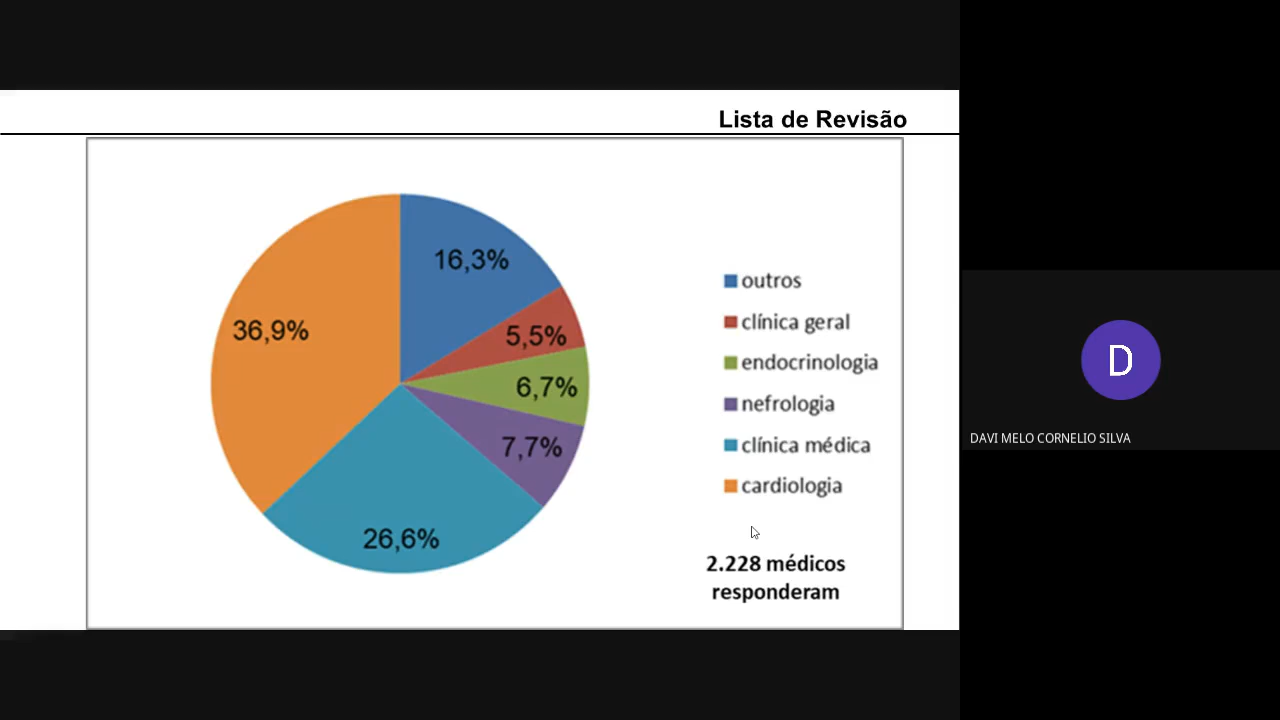 Lista de Revisão
16,3%
5,5%
36,9%
6,7%
7,7%
26,6%
outros
clínica geral
endocrinologia
nefrologia
clínica médica
cardiologia
2.228 médicos
responderam
D
DAVI MELO CORNELIO SILVA